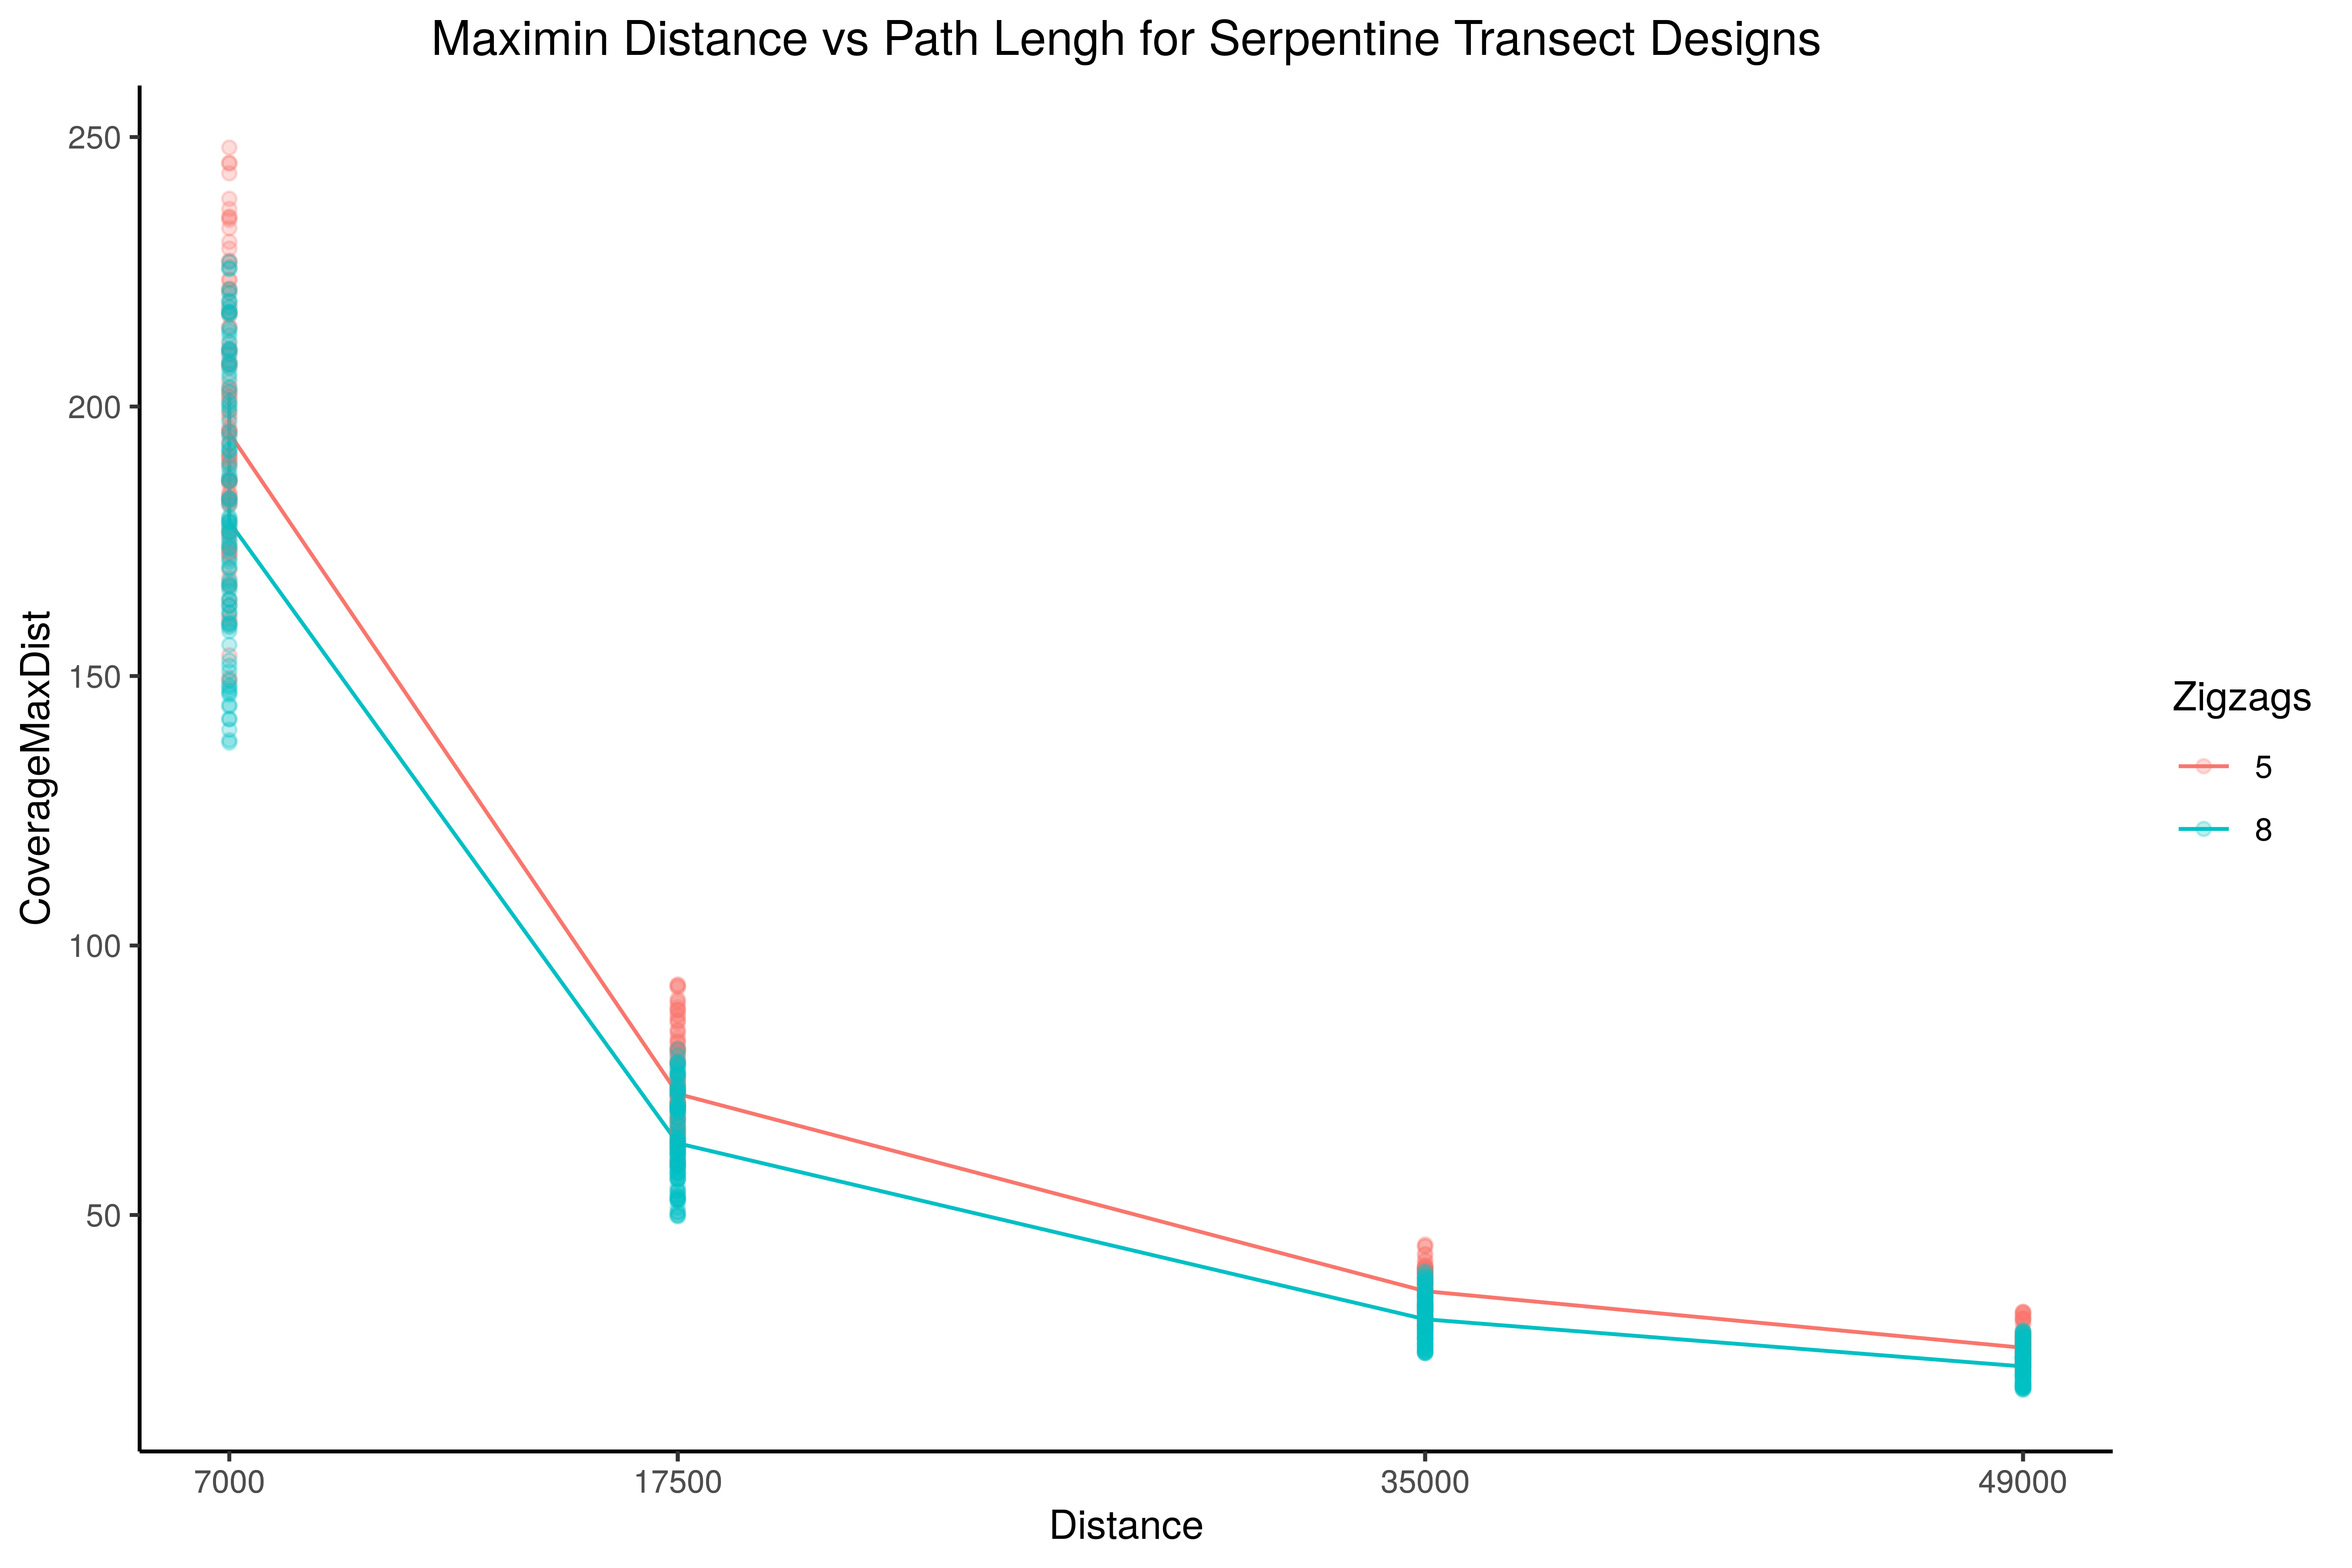 Maximin Distance vs Path Lengh for Serpentine Transect Designs
250
200
150
100
50
CoverageMaxDist
7000 17500 35000 49000
Distance
Zigzags
5
8